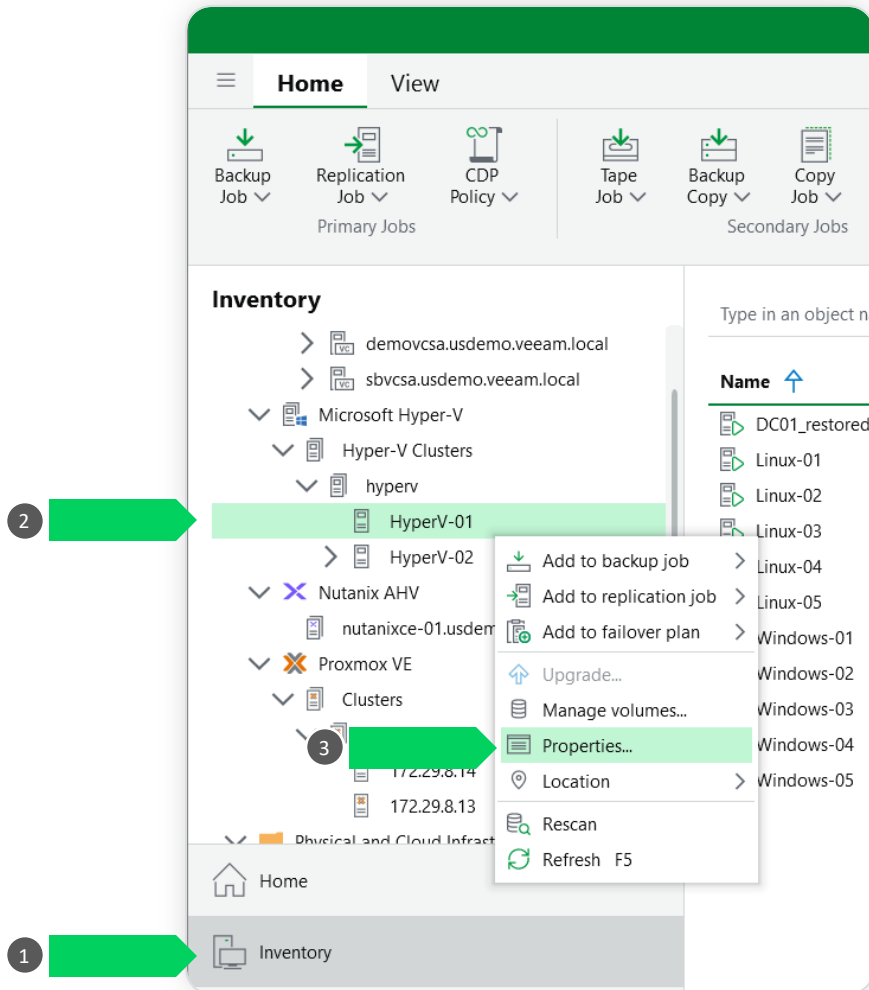 Home View
Backup Job
Replication Job
CDP Policy
Tape Job
Backup Copy
Copy Job
Primary Jobs
Secondary Jobs
Inventory
demovcsa.usdemo.veeam.local
sbvcsa.usdemo.veeam.local
Microsoft Hyper-V
Hyper-V Clusters
hyperv
2
HyperV-01
HyperV-02
Nutanix AHV
nutanixce-01.usdem
Proxmox VE
Clusters
172.29.8.14
172.29.8.13
Physical and Cloud Infrast
Home
1
Inventory
Type in an object n
Name
DC01_restored
Linux-01
Linux-02
Linux-03
Linux-04
Linux-05
Windows-01
Windows-02
Windows-03
Windows-04
Windows-05
Add to backup job
Add to replication job
Add to failover plan
Upgrade...
Manage volumes...
3
Properties...
Location
Rescan
Refresh F5